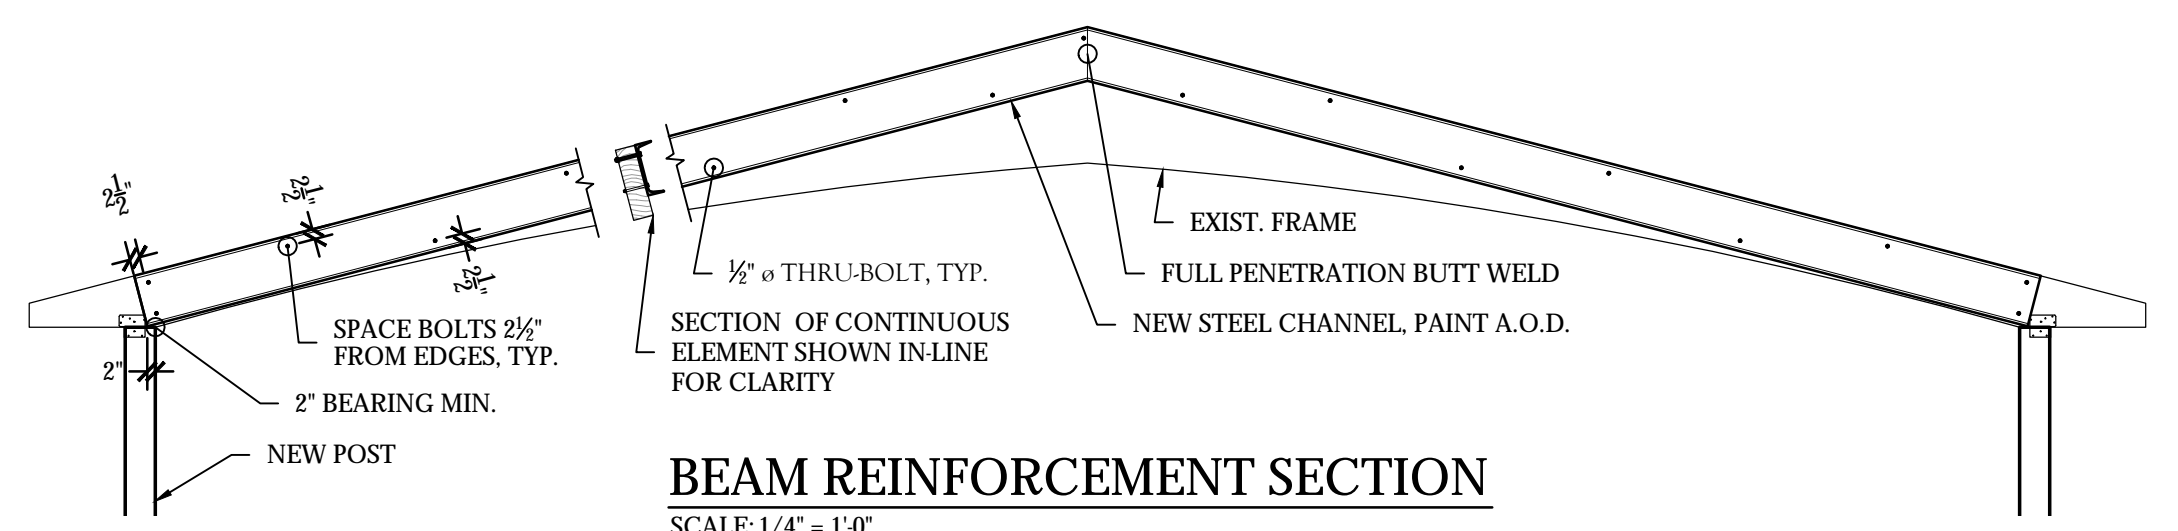 2½"
2½"
2½"
EXIST. FRAME
½" ø THRU-BOLT, TYP.
FULL PENETRATION BUTT WELD
SPACE BOLTS 2½"
FROM EDGES, TYP.
SECTION OF CONTINUOUS
ELEMENT SHOWN IN-LINE
FOR CLARITY
NEW STEEL CHANNEL, PAINT A.O.D.
2"
2" BEARING MIN.
NEW POST
BEAM REINFORCEMENT SECTION
SCALE: 1/4" = 1'-0"